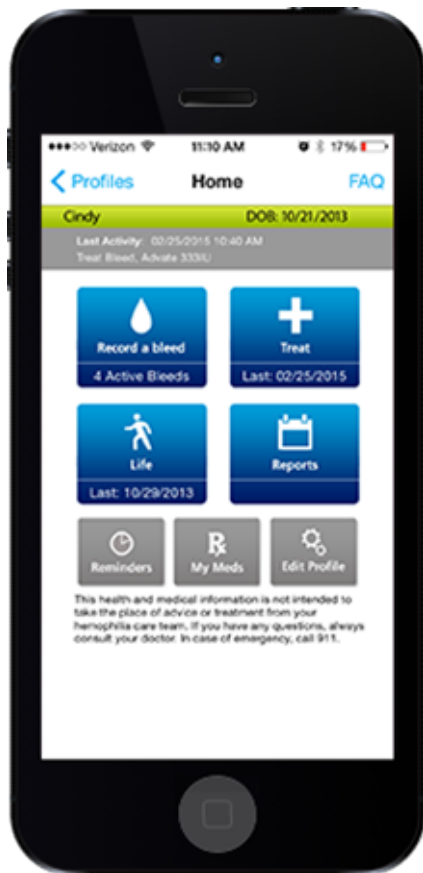 Verizon 11:10 AM 17%
Profiles Home FAQ
Cindy DOB: 10/21/2013
Last Activity: 02/25/2015 10:40 AM
Treat Bleed, Advate 333IU
Record a bleed Treat
4 Active Bleeds Last: 02/25/2015
Life Reports
Last: 10/29/2013
Reminders My Meds Edit Profile
This health and medical information is not intended to
take the place of advice or treatment from your
hemophilia care team. If you have any questions, always
consult your doctor. In case of emergency, call 911.